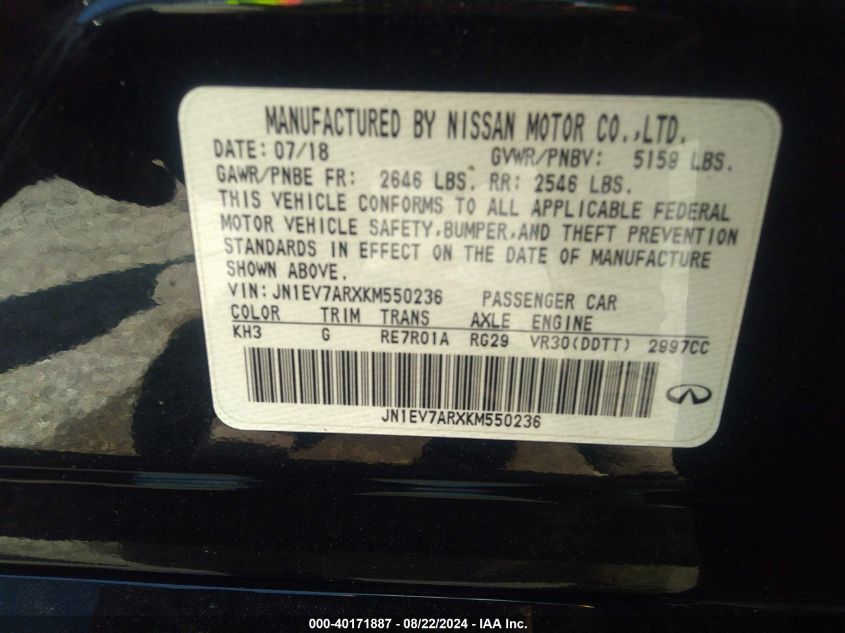 MANUFACTURED BY NISSAN MOTOR CO.,LTD.
DATE: 07/18 GVWR/PNBV: 5159 LBS.
GAWR/PNBE FR: 2646 LBS. RR: 2546 LBS.
THIS VEHICLE CONFORMS TO ALL APPLICABLE FEDERAL
MOTOR VEHICLE SAFETY,BUMPER,AND THEFT PREVENTION
STANDARDS IN EFFECT ON THE DATE OF MANUFACTURE
SHOWN ABOVE.
VIN:JN1EV7ARXKM550236 PASSENGER CAR
COLOR TRIM TRANS AXLE ENGINE
KH3 G RE7R01A RG29 VR30(DDTT) 2997CC
JN1EV7ARXKM550236
000-40171887 - 08/22/2024 - IAA Inc.